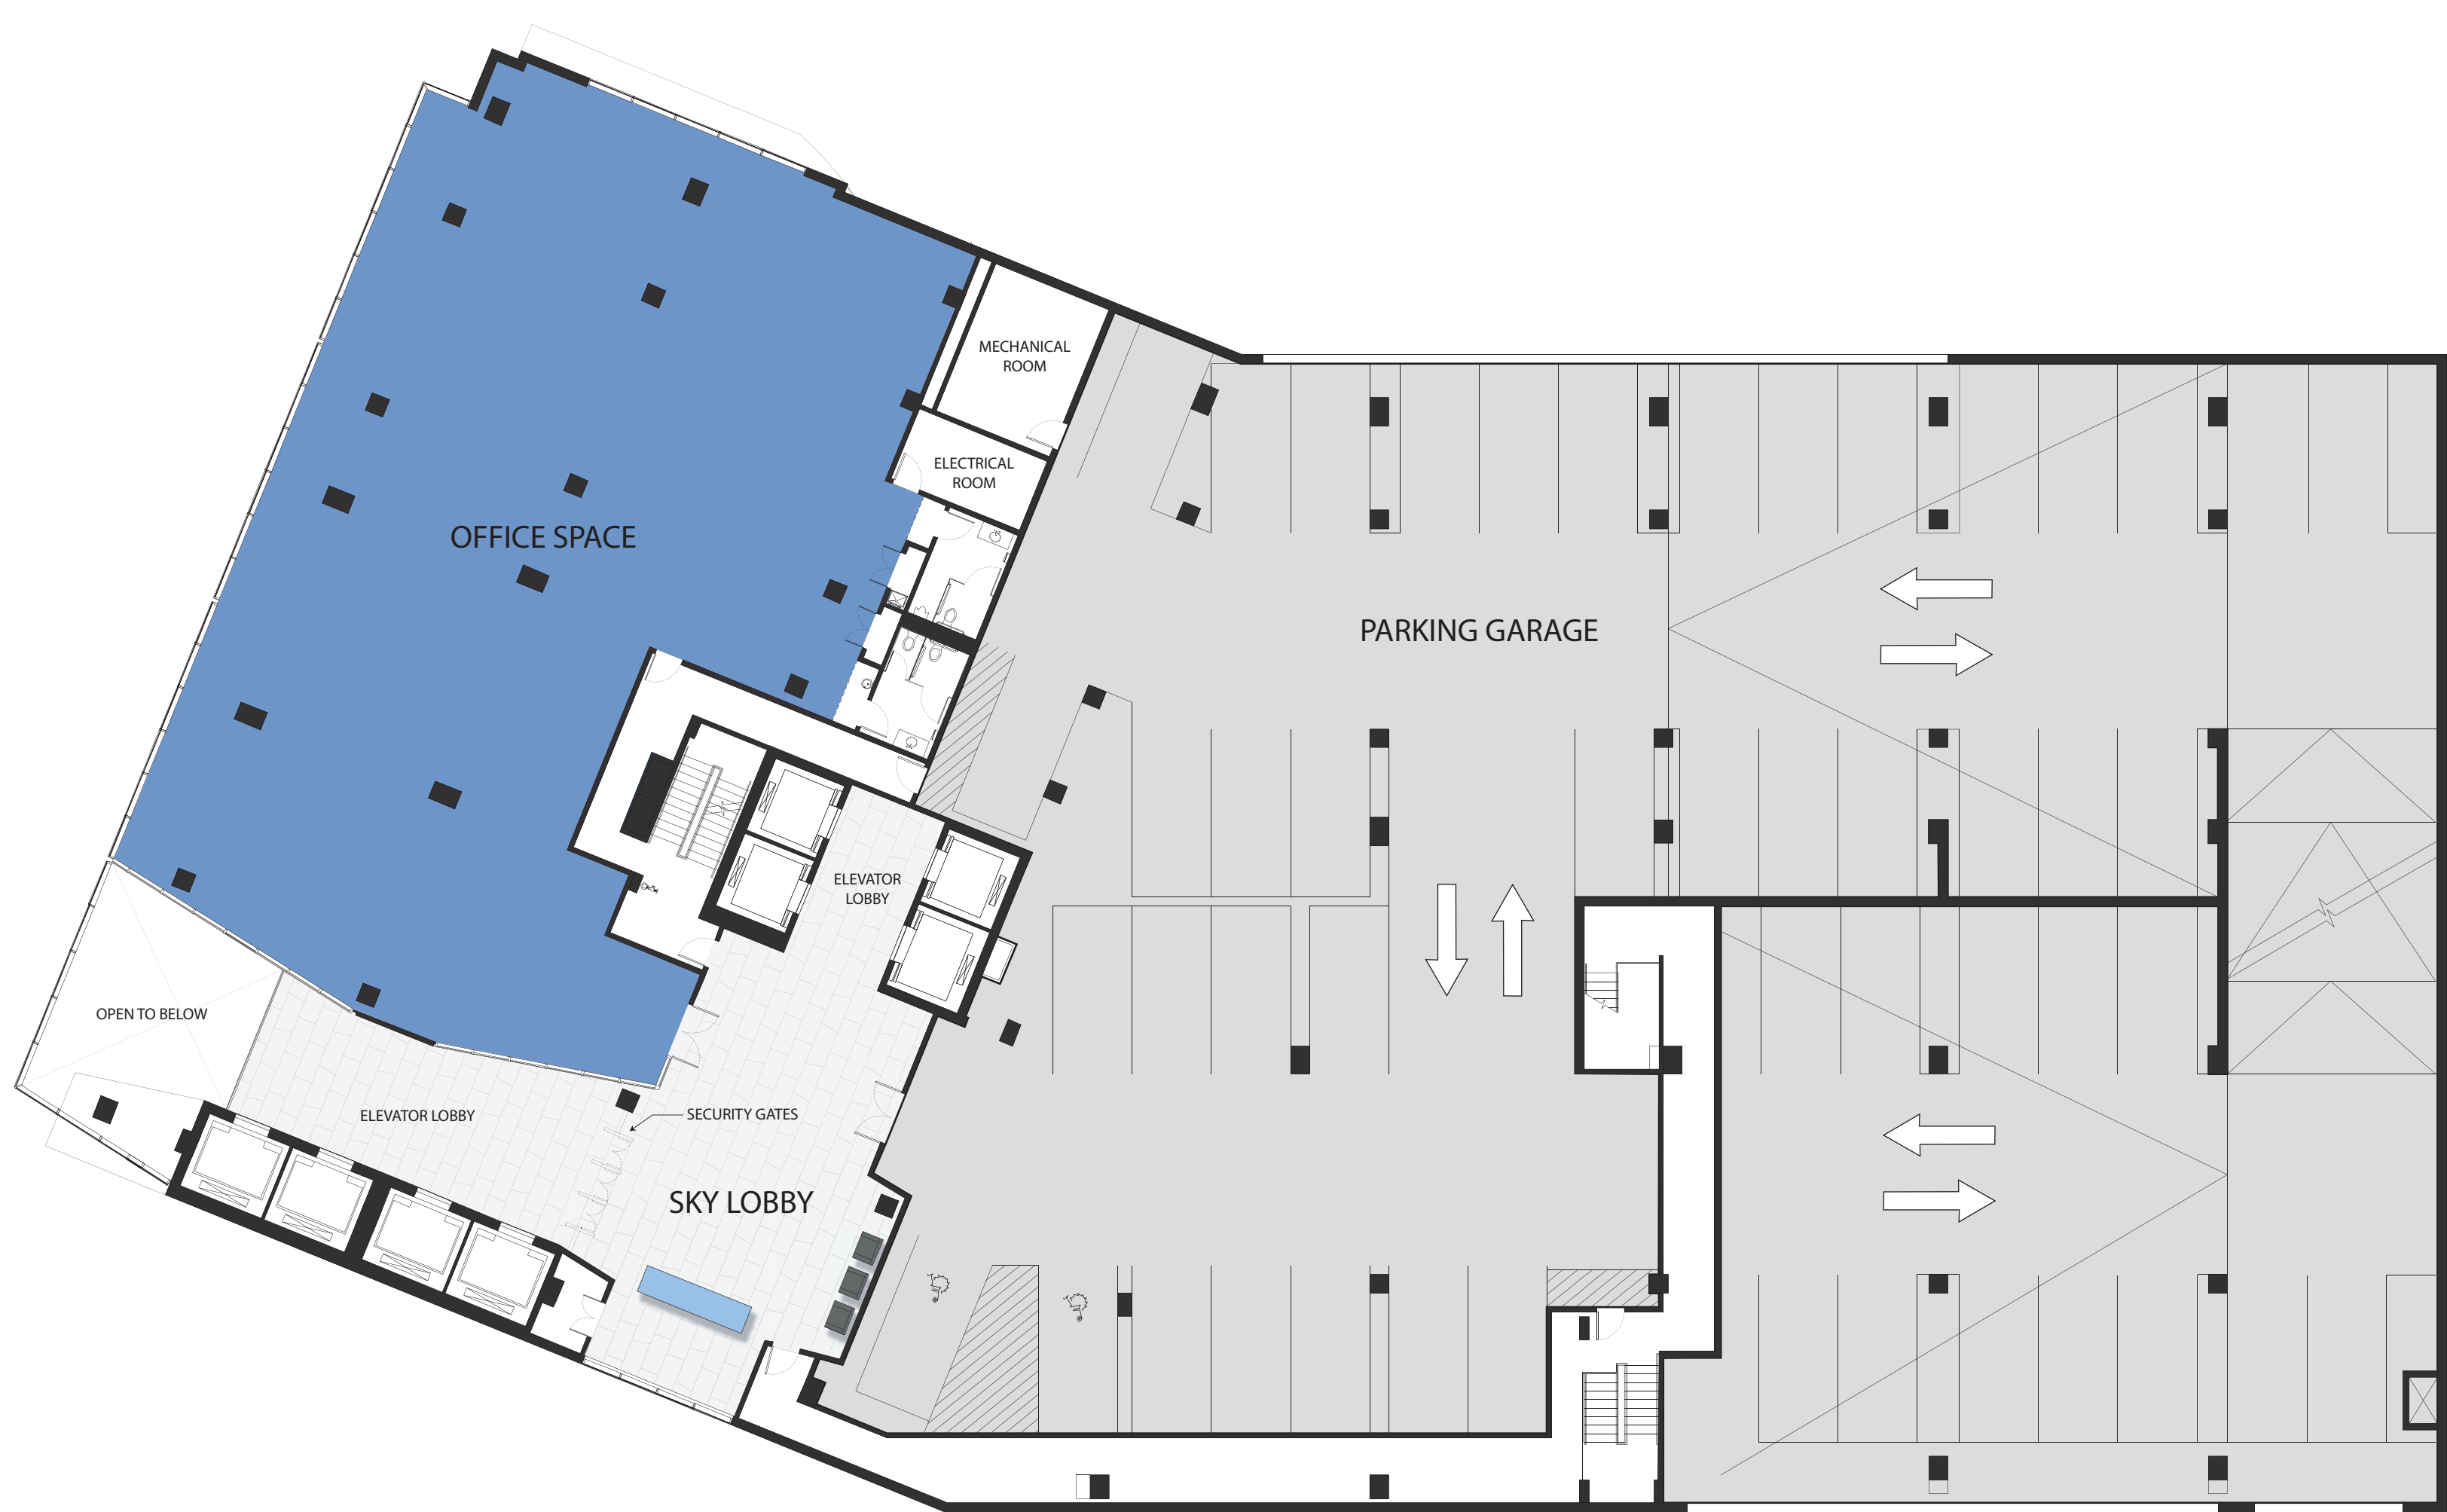 MECHANICAL
ROOM
ELECTRICAL
ROOM
OFFICE SPACE
PARKING GARAGE
ELEVATOR
LOBBY
OPEN TO BELOW
ELEVATOR LOBBY
SECURITY GATES
SKY LOBBY